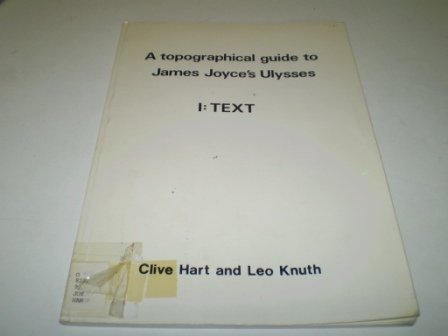 A topographical guide to
James Joyce's Ulysses
I: TEXT
Clive Hart and Leo Knuth